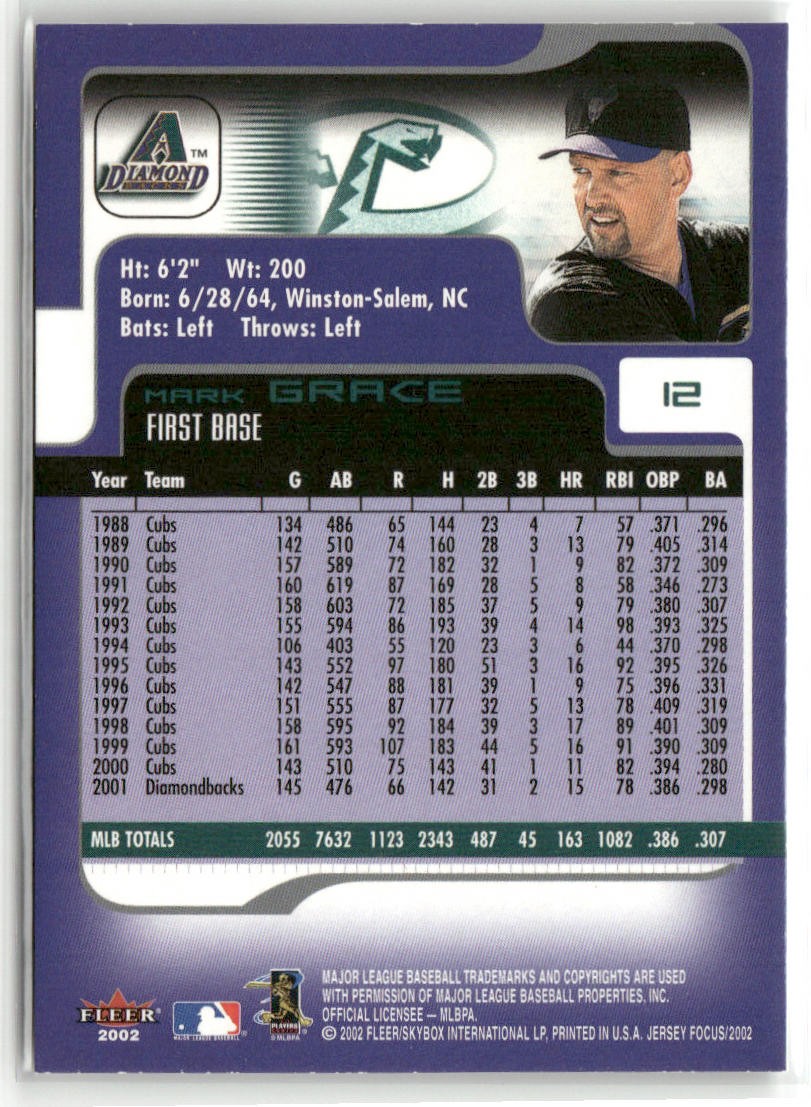 A
DIAMOND
BACKS
TM
Ht: 6'2" Wt: 200
Born: 6/28/64, Winston-Salem, NC
Bats: Left Throws: Left
MARK GRACE
FIRST BASE
12
Year Team G AB R H 2B 3B HR RBI OBP BA
1988 Cubs 134 486 65 144 23 4 7 57 .371 .296
1989 Cubs 142 510 74 160 28 3 13 79 .405 .314
1990 Cubs 157 589 72 182 32 1 9 82 .372 .309
1991 Cubs 160 619 87 169 28 5 8 58 .346 .273
1992 Cubs 158 603 72 185 37 5 9 79 .380 .307
1993 Cubs 155 594 86 193 39 4 14 98 .393 .325
1994 Cubs 106 403 55 120 23 3 6 44 .370 .298
1995 Cubs 143 552 97 180 51 3 16 92 .395 .326
1996 Cubs 142 547 88 181 39 1 9 75 .396 .331
1997 Cubs 151 555 87 177 32 5 13 78 .409 .319
1998 Cubs 158 595 92 184 39 3 17 89 .401 .309
1999 Cubs 161 593 107 183 44 5 16 91 .390 .309
2000 Cubs 143 510 75 143 41 1 11 82 .394 .280
2001 Diamondbacks 145 476 66 142 31 2 15 78 .386 .298
MLB TOTALS 2055 7632 1123 2343 487 45 163 1082 .386 .307
MAJOR LEAGUE BASEBALL TRADEMARKS AND COPYRIGHTS ARE USED
WITH PERMISSION OF MAJOR LEAGUE BASEBALL PROPERTIES, INC.
OFFICIAL LICENSEE — MLBPA.
© 2002 FLEER/SKYBOX INTERNATIONAL LP, PRINTED IN U.S.A. JERSEY FOCUS/2002
FLEER
2002
MAJOR LEAGUE BASEBALL
®
PLAYERS
CHOICE
®
©MLBPA